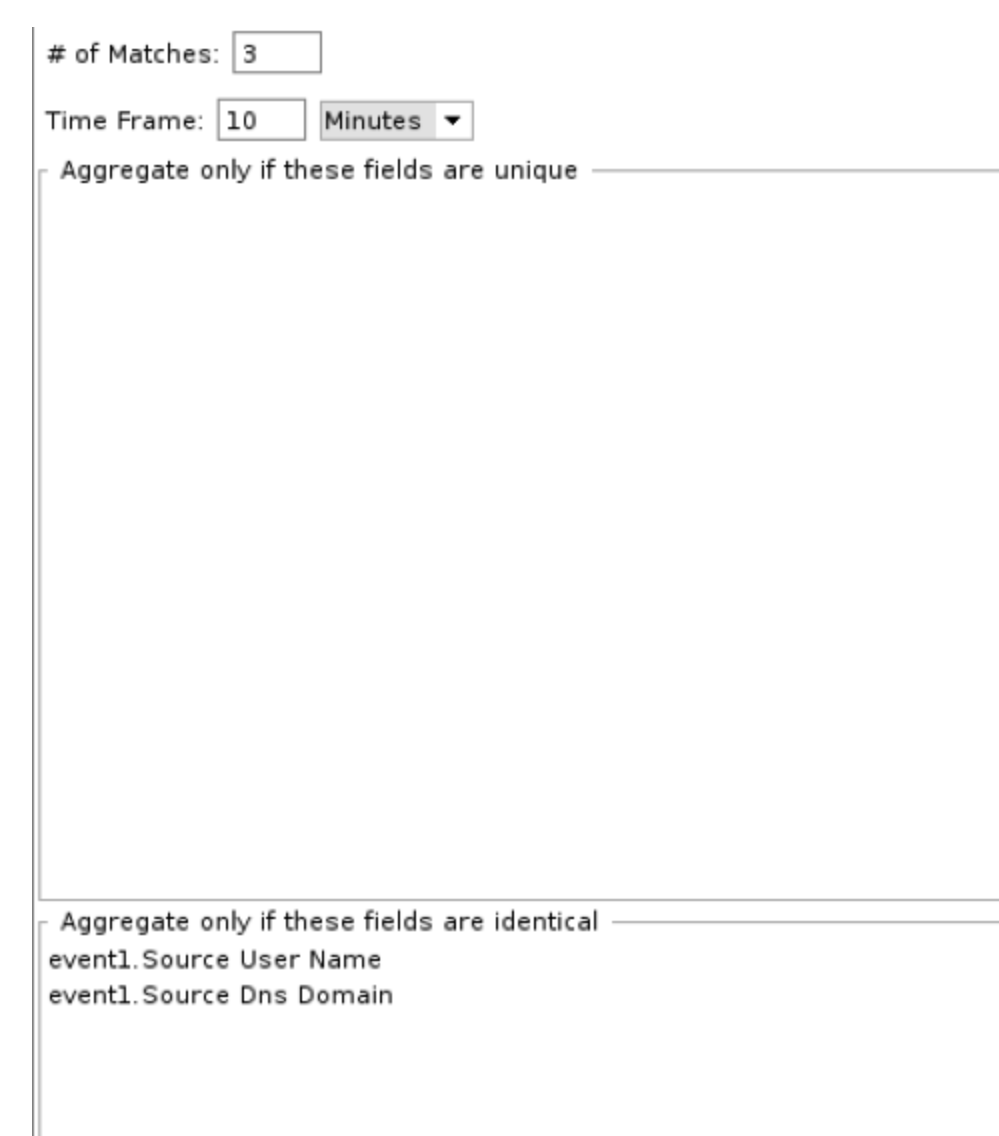 # of Matches: 3
Time Frame: 10 Minutes
Aggregate only if these fields are unique
Aggregate only if these fields are identical
event1.Source User Name
event1.Source Dns Domain